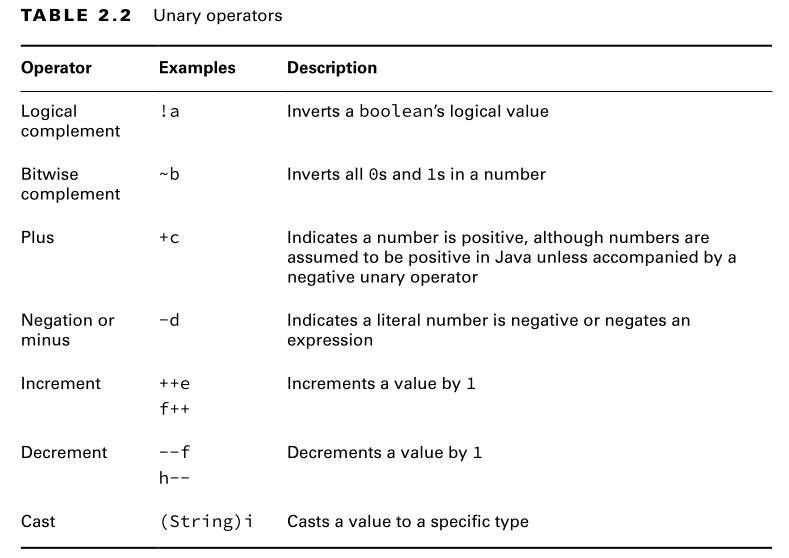 TABLE 2.2 Unary operators
Operator Examples Description
Logical complement !a Inverts a boolean’s logical value
Bitwise complement ~b Inverts all 0s and 1s in a number
Plus +c Indicates a number is positive, although numbers are
assumed to be positive in Java unless accompanied by a
negative unary operator
Negation or minus -d Indicates a literal number is negative or negates an
expression
Increment ++e Increments a value by 1
f++
Decrement --f Decrements a value by 1
h--
Cast (String)i Casts a value to a specific type